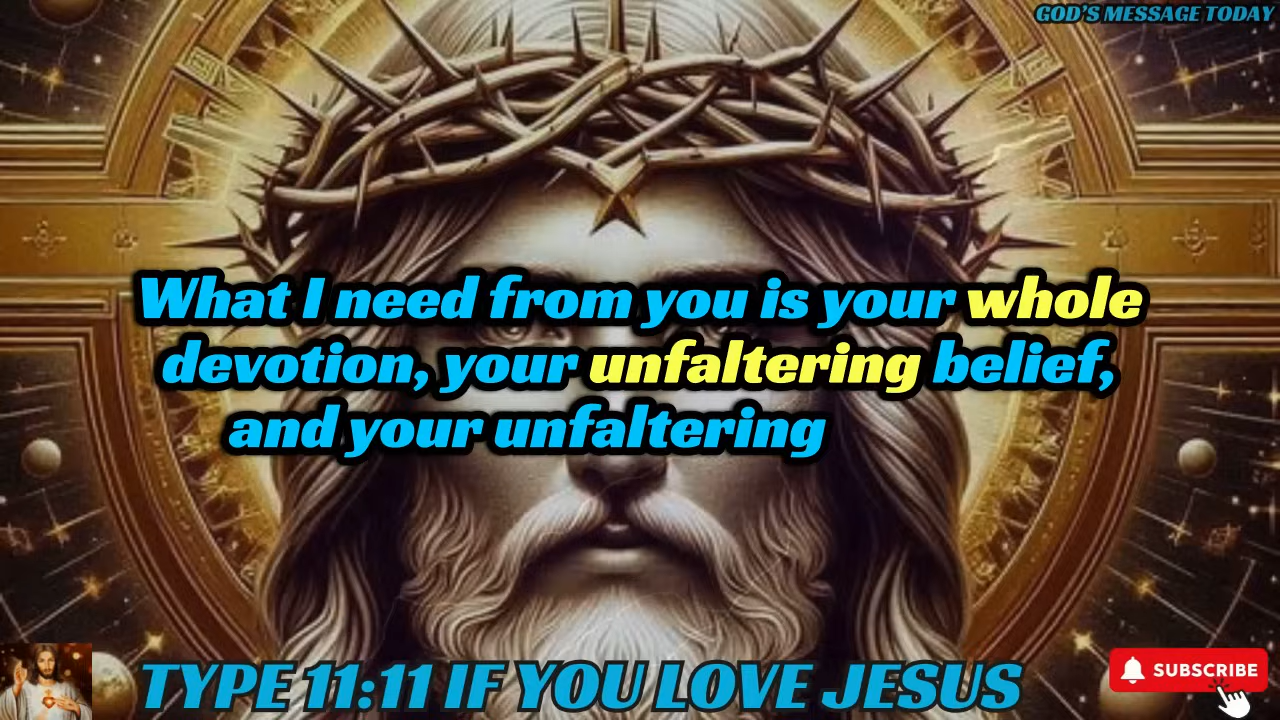 GOD'S MESSAGE TODAY
What I need from you is your whole
devotion, your unfaltering belief,
and your unfaltering
TYPE 11:11 IF YOU LOVE JESUS
SUBSCRIBE